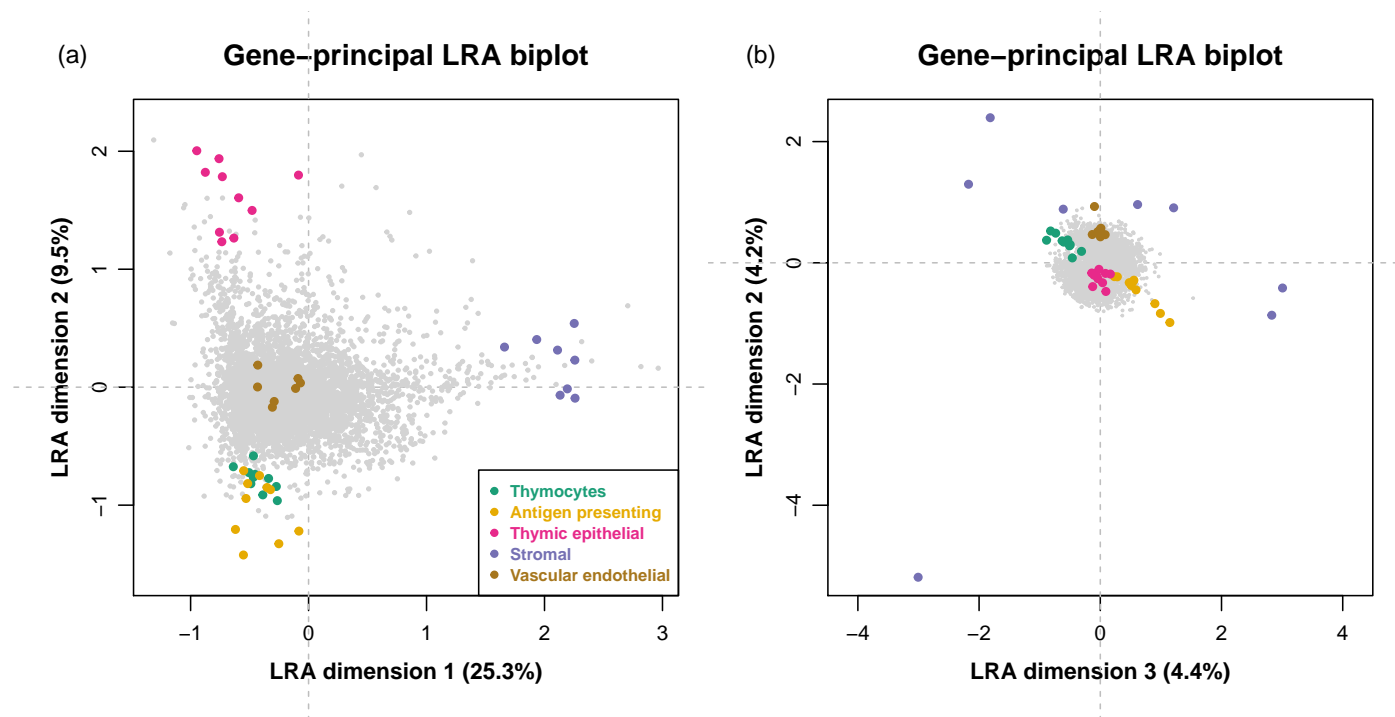 (a)
Gene−principal LRA biplot
LRA dimension 2 (9.5%)
2
1
0
−1
−1
0
1
2
3
LRA dimension 1 (25.3%)
Thymocytes
Antigen presenting
Thymic epithelial
Stromal
Vascular endothelial
(b)
Gene−principal LRA biplot
LRA dimension 2 (4.2%)
2
0
−2
−4
−4
−2
0
2
4
LRA dimension 3 (4.4%)